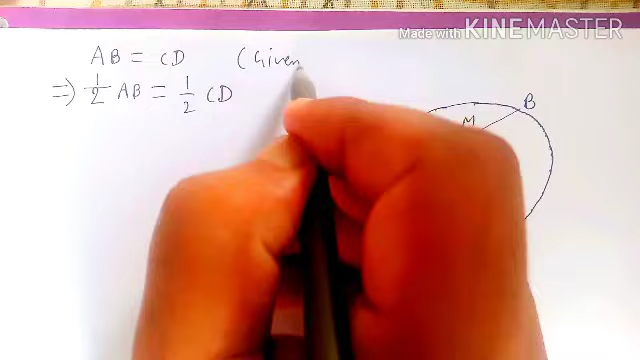 Made with KINEMASTER
AB = CD (Given
=> 1/2 AB = 1/2 CD
M B